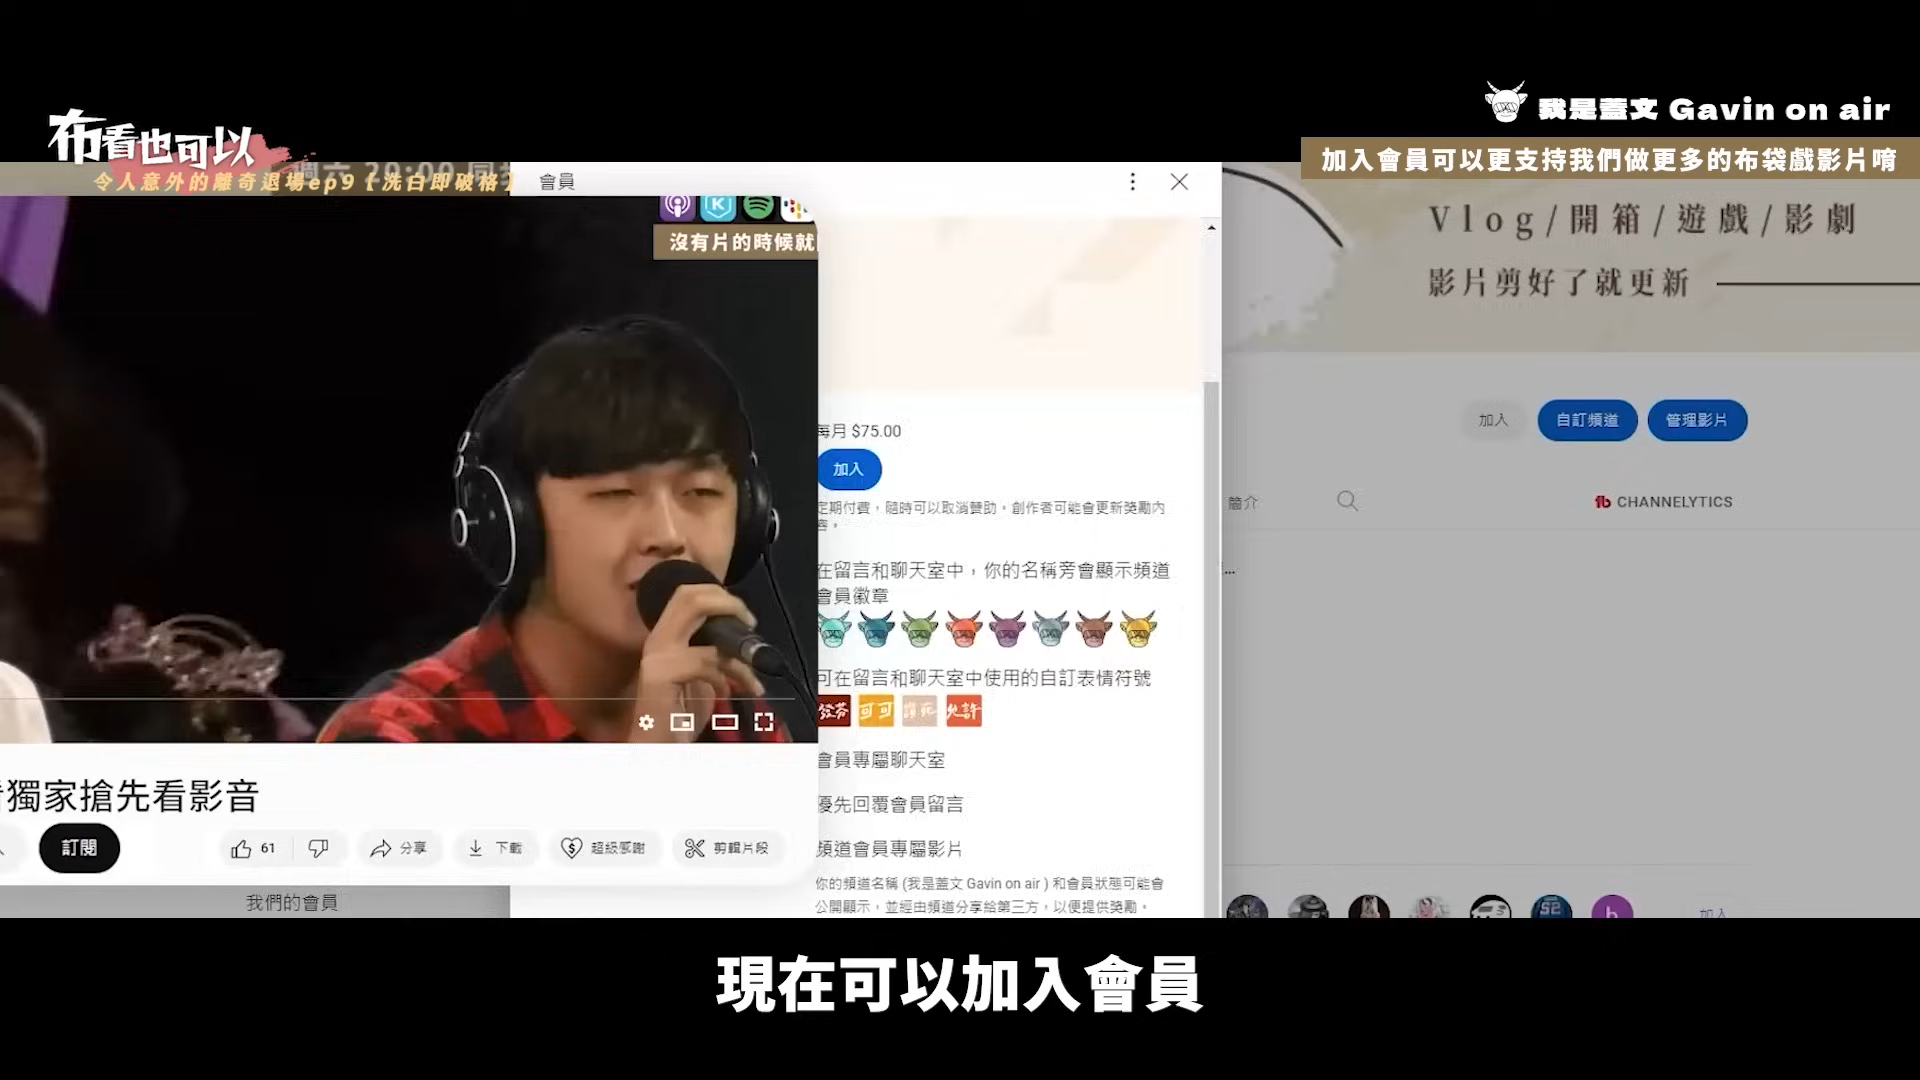 我是蓋文 Gavin on air
加入會員可以更支持我們做更多的布袋戲影片唷
布看也可以
令人意外的離奇退場ep9【洗白即破格】
會員
沒有片的時候就
Vlog/開箱/遊戲/影劇
影片剪好了就更新
每月 $75.00
加入
定期付費，隨時可以取消贊助。創作者可能會更新獎勵內
容。
在留言和聊天室中，你的名稱旁會顯示頻道
會員徽章
可在留言和聊天室中使用的自訂表情符號
發芬
可可
允許
會員專屬聊天室
優先回覆會員留言
頻道會員專屬影片
你的頻道名稱 (我是蓋文 Gavin on air ) 和會員狀態可能會
公開顯示，並經由頻道分享給第三方，以便提供獎勵。
加入
自訂頻道
管理影片
簡介
CHANNELYTICS
獨家搶先看影音
訂閱
61
分享
下載
超級感謝
剪輯片段
我們的會員
加入
現在可以加入會員